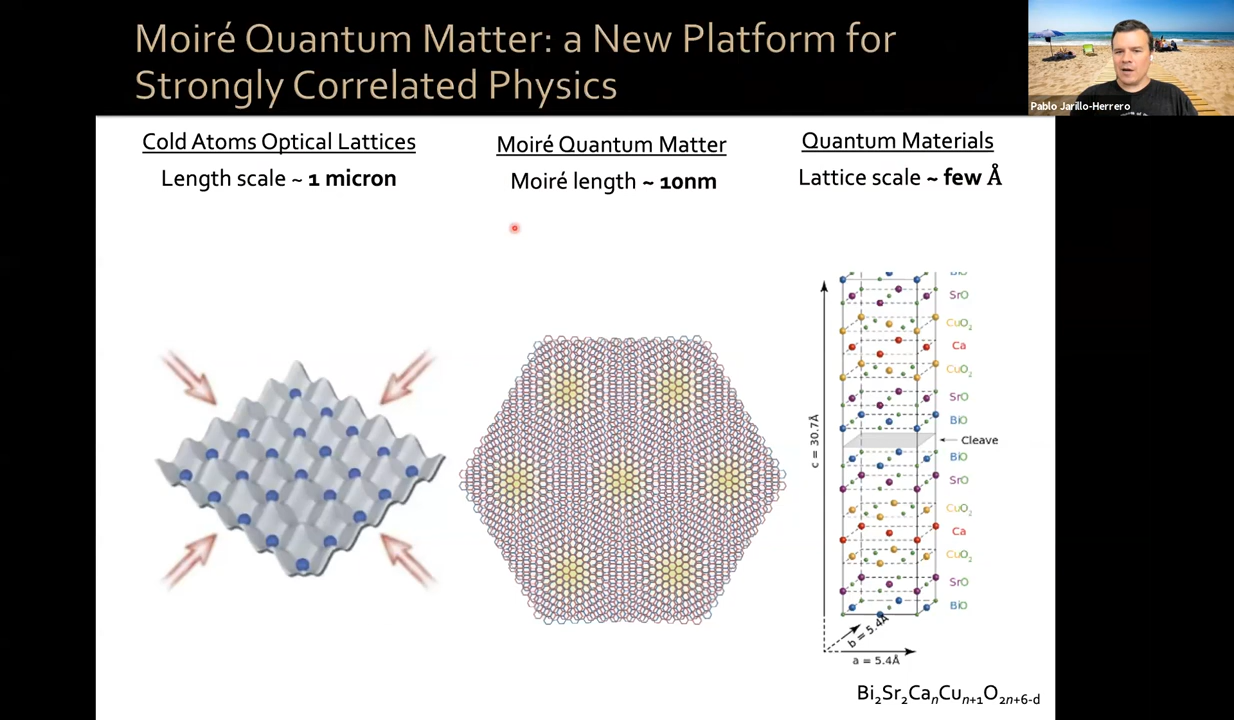 Moiré Quantum Matter: a New Platform for
Strongly Correlated Physics
Pablo Jarillo-Herrero
Cold Atoms Optical Lattices
Length scale ~ 1 micron
Moiré Quantum Matter
Moiré length ~ 10nm
Quantum Materials
Lattice scale ~ few Å
BiO
SrO
CuO₂
Ca
CuO₂
SrO
BiO
Cleave
BiO
SrO
CuO₂
Ca
CuO₂
SrO
BiO
c = 30.7Å
b = 5.4Å
a = 5.4Å
Bi₂Sr₂CaₙCuₙ₊₁O₂ₙ₊₆₋d